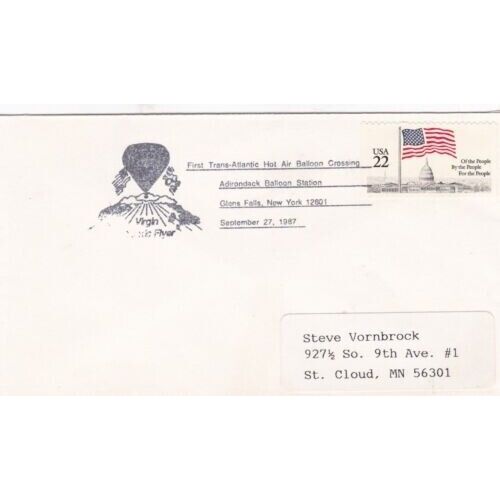 First Trans-Atlantic Hot Air Balloon Crossing
Adirondack Balloon Station
Glens Falls, New York 12801
September 27, 1987
Virgin
Flyer
USA
22
Of the People
By the People
For the People
Steve Vornbrock
927½ So. 9th Ave. #1
St. Cloud, MN 56301